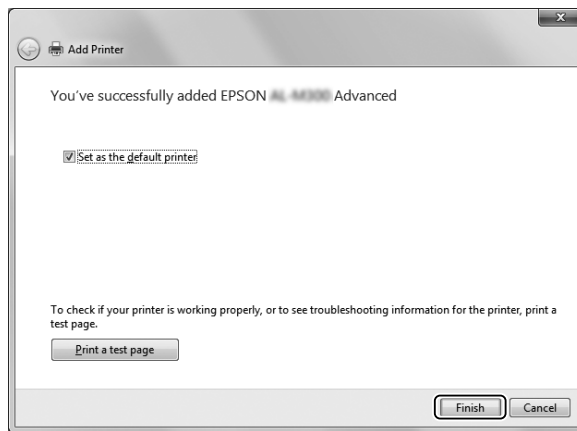 Add Printer
You've successfully added EPSON Advanced
Set as the default printer
To check if your printer is working properly, or to see troubleshooting information for the printer, print a
test page.
Print a test page
Finish
Cancel